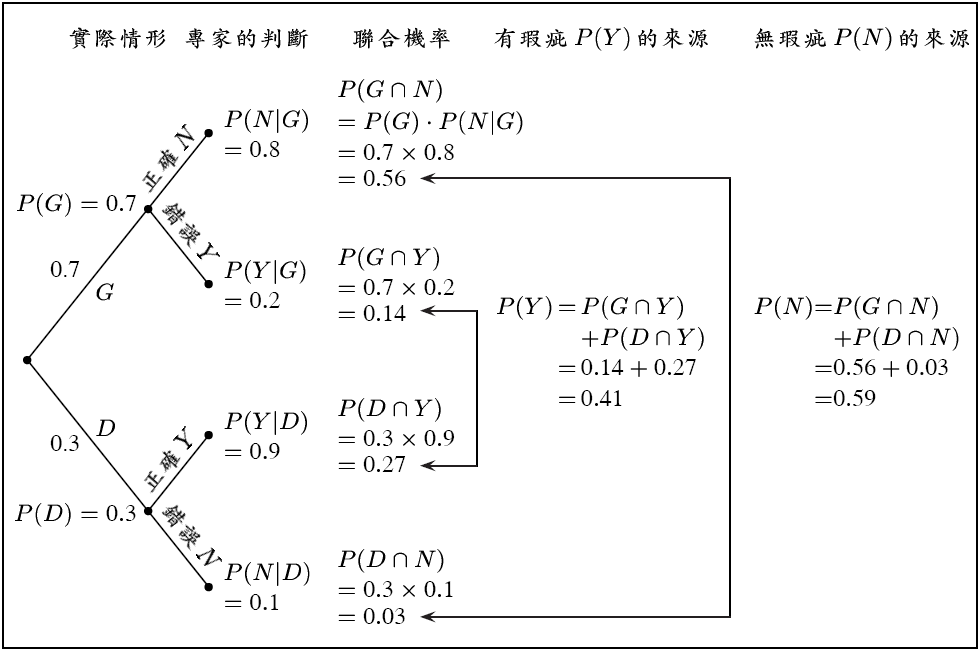 實際情形 專家的判斷 聯合機率 有瑕疵 P(Y) 的來源 無瑕疵 P(N) 的來源
P(G ∩ N)
= P(G) · P(N|G)
= 0.7 × 0.8
= 0.56
P(N|G)
= 0.8
正確 N
P(G) = 0.7
錯誤 Y
0.7
G
P(Y|G)
= 0.2
P(G ∩ Y)
= 0.7 × 0.2
= 0.14
P(Y) = P(G ∩ Y)
+P(D ∩ Y)
= 0.14 + 0.27
= 0.41
P(N)=P(G ∩ N)
+P(D ∩ N)
=0.56 + 0.03
=0.59
0.3
D
P(Y|D)
= 0.9
正確 Y
P(D ∩ Y)
= 0.3 × 0.9
= 0.27
P(D) = 0.3
錯誤 N
P(N|D)
= 0.1
P(D ∩ N)
= 0.3 × 0.1
= 0.03